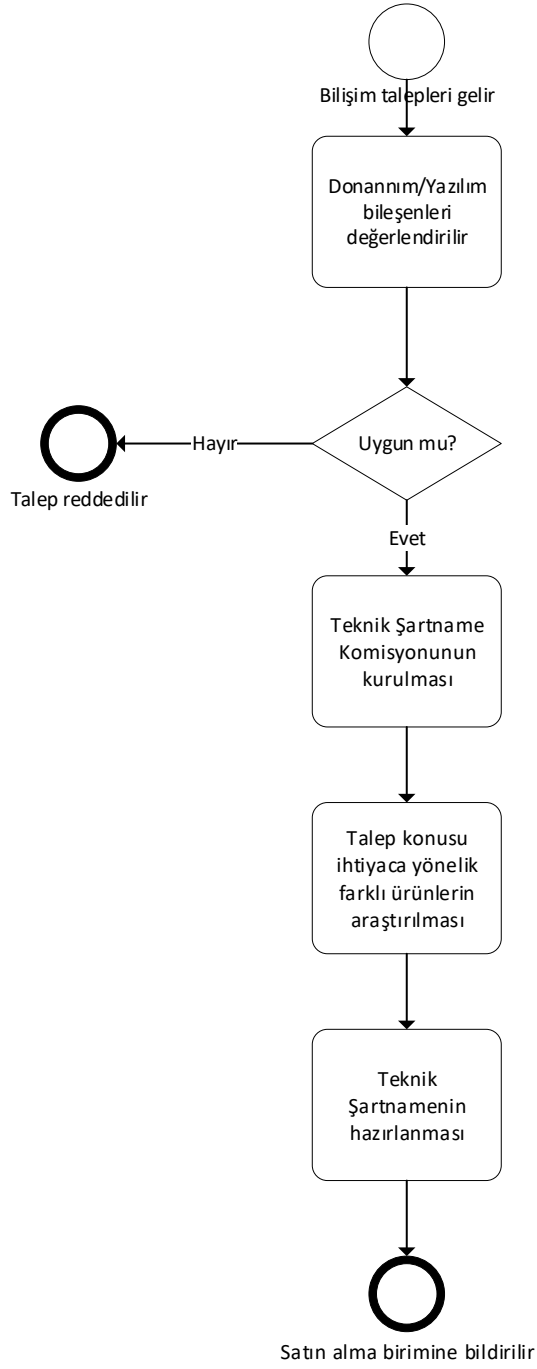 Bilişim talepleri gelir
Donannım/Yazılım
bileşenleri
değerlendirilir
Uygun mu?
Hayır
Talep reddedilir
Evet
Teknik Şartname
Komisyonunun
kurulması
Talep konusu
ihtiyaca yönelik
farklı ürünlerin
araştırılması
Teknik
Şartnamenin
hazırlanması
Satın alma birimine bildirilir